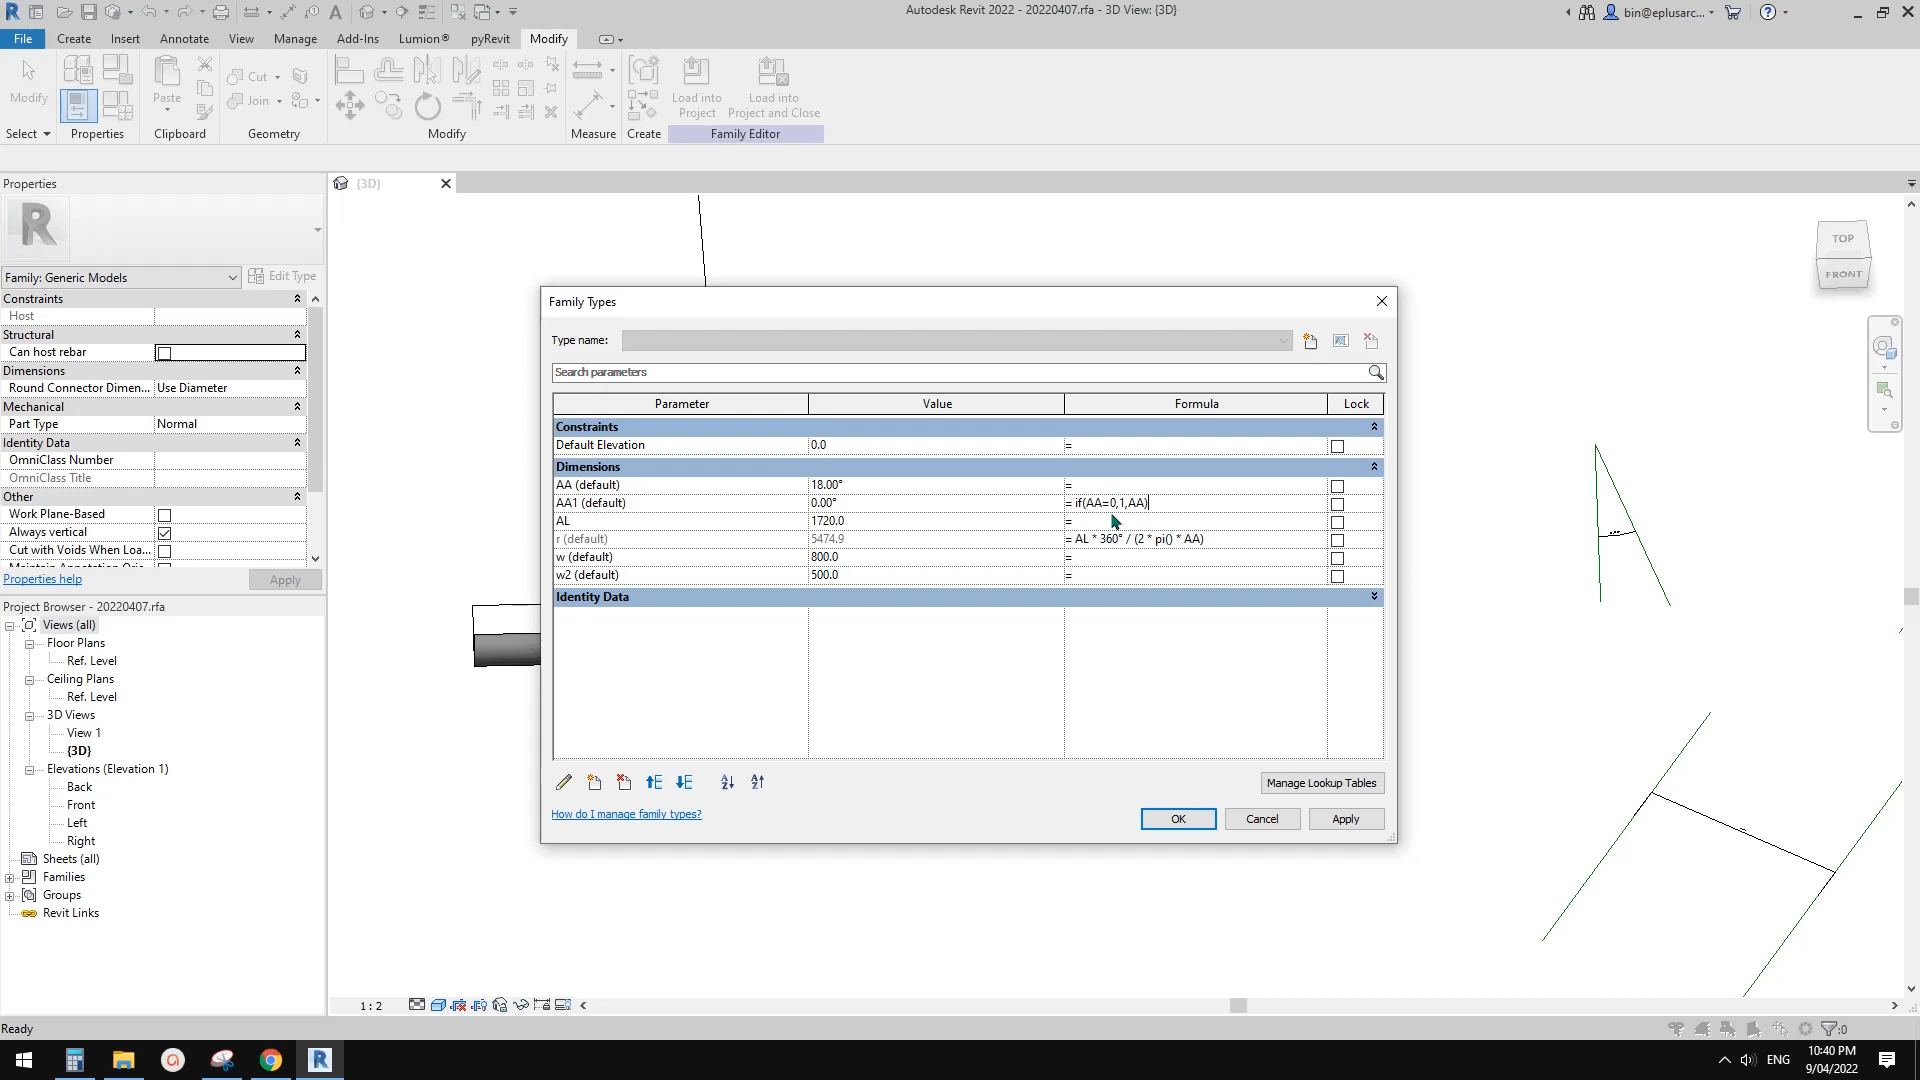 Autodesk Revit 2022 - 20220407.rfa - 3D View: {3D}
bin@eplusarc...
File
Create
Insert
Annotate
View
Manage
Add-Ins
Lumion®
pyRevit
Modify
Modify
Paste
Cut
Join
Load into
Project
Load into
Project and Close
Select
Properties
Clipboard
Geometry
Modify
Measure
Create
Family Editor
Properties
{3D}
Family: Generic Models
Edit Type
Constraints
Host
Structural
Can host rebar
Dimensions
Round Connector Dimen... Use Diameter
Mechanical
Part Type Normal
Identity Data
OmniClass Number
OmniClass Title
Other
Work Plane-Based
Always vertical
Cut with Voids When Loa...
Properties help
Apply
Project Browser - 20220407.rfa
Views (all)
Floor Plans
Ref. Level
Ceiling Plans
Ref. Level
3D Views
View 1
{3D}
Elevations (Elevation 1)
Back
Front
Left
Right
Sheets (all)
Families
Groups
Revit Links
Family Types
Type name:
Search parameters
Parameter Value Formula Lock
Constraints
Default Elevation 0.0 =
Dimensions
AA (default) 18.00° =
AA1 (default) 0.00° = if(AA=0,1,AA)
AL 1720.0 =
r (default) 5474.9 = AL * 360° / (2 * pi() * AA)
w (default) 800.0 =
w2 (default) 500.0 =
Identity Data
Manage Lookup Tables
How do I manage family types?
OK
Cancel
Apply
TOP
FRONT
1 : 2
Ready
:0
ENG
10:40 PM
9/04/2022